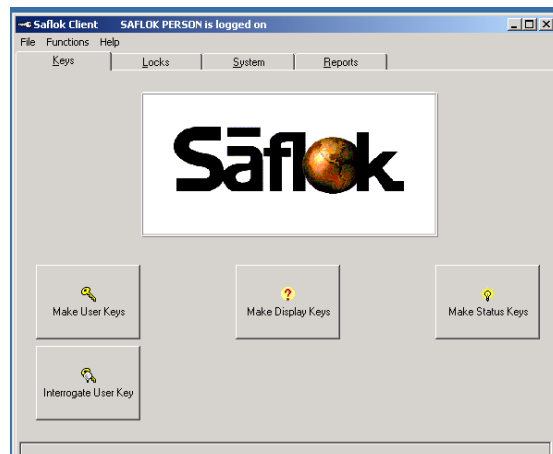 Saflok Client    SAFLOK PERSON is logged on
File Functions Help
Keys Locks System Reports
Sāflok
Make User Keys Make Display Keys Make Status Keys
Interrogate User Key